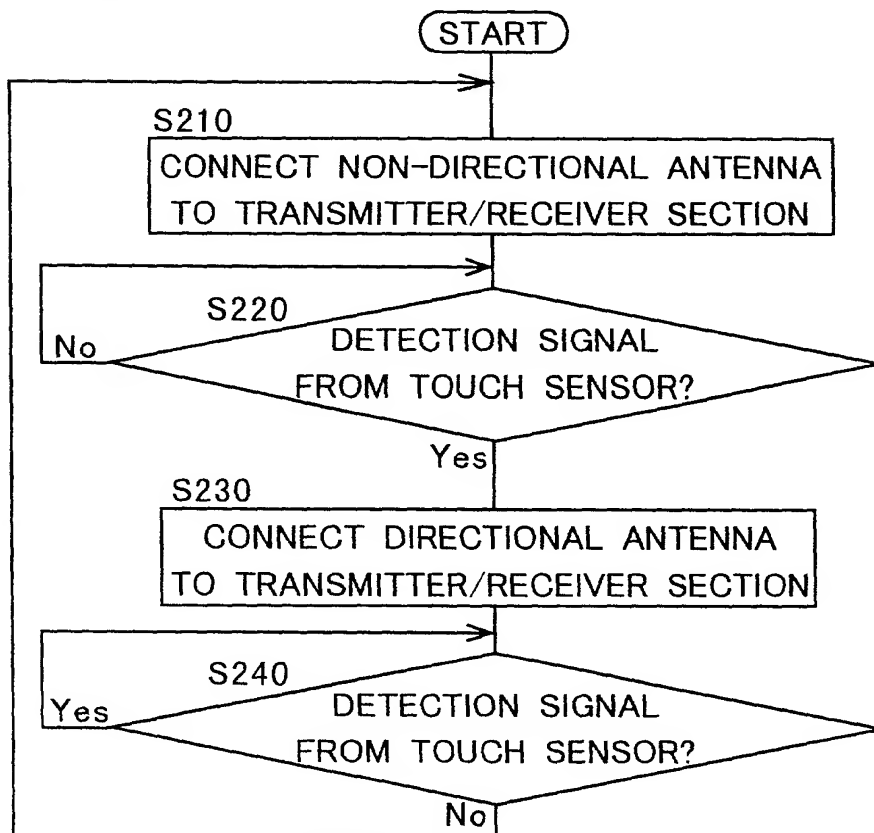 START
S210
CONNECT NON-DIRECTIONAL ANTENNA
TO TRANSMITTER/RECEIVER SECTION
S220
No
DETECTION SIGNAL
FROM TOUCH SENSOR?
Yes
S230
CONNECT DIRECTIONAL ANTENNA
TO TRANSMITTER/RECEIVER SECTION
S240
Yes
DETECTION SIGNAL
FROM TOUCH SENSOR?
No